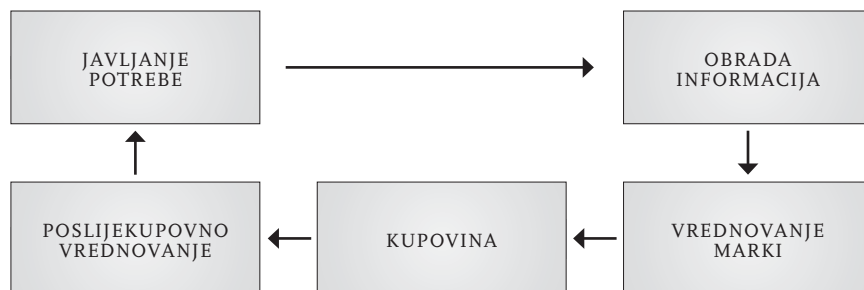 JAVLJANJE
POTREBE
OBRADA
INFORMACIJA
POSLIJEKUPOVNO
VREDNOVANJE
KUPOVINA
VREDNOVANJE
MARKI